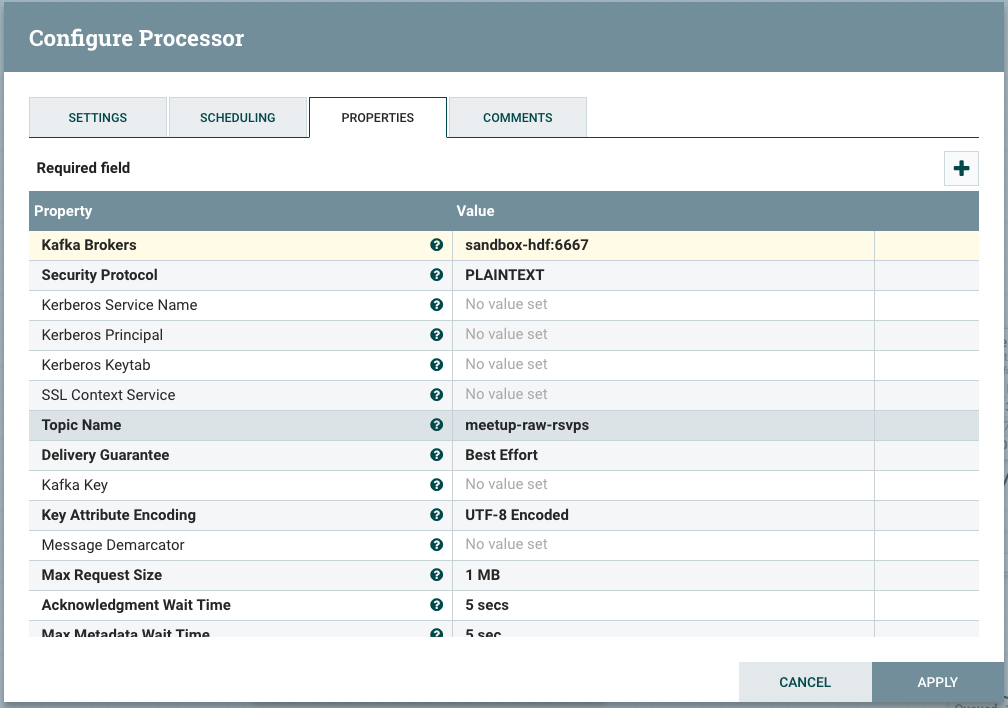 Configure Processor
SETTINGS SCHEDULING PROPERTIES COMMENTS
Required field
Property Value
Kafka Brokers sandbox-hdf:6667
Security Protocol PLAINTEXT
Kerberos Service Name No value set
Kerberos Principal No value set
Kerberos Keytab No value set
SSL Context Service No value set
Topic Name meetup-raw-rsvps
Delivery Guarantee Best Effort
Kafka Key No value set
Key Attribute Encoding UTF-8 Encoded
Message Demarcator No value set
Max Request Size 1 MB
Acknowledgment Wait Time 5 secs
Max Metadata Wait Time 5 sec
CANCEL APPLY